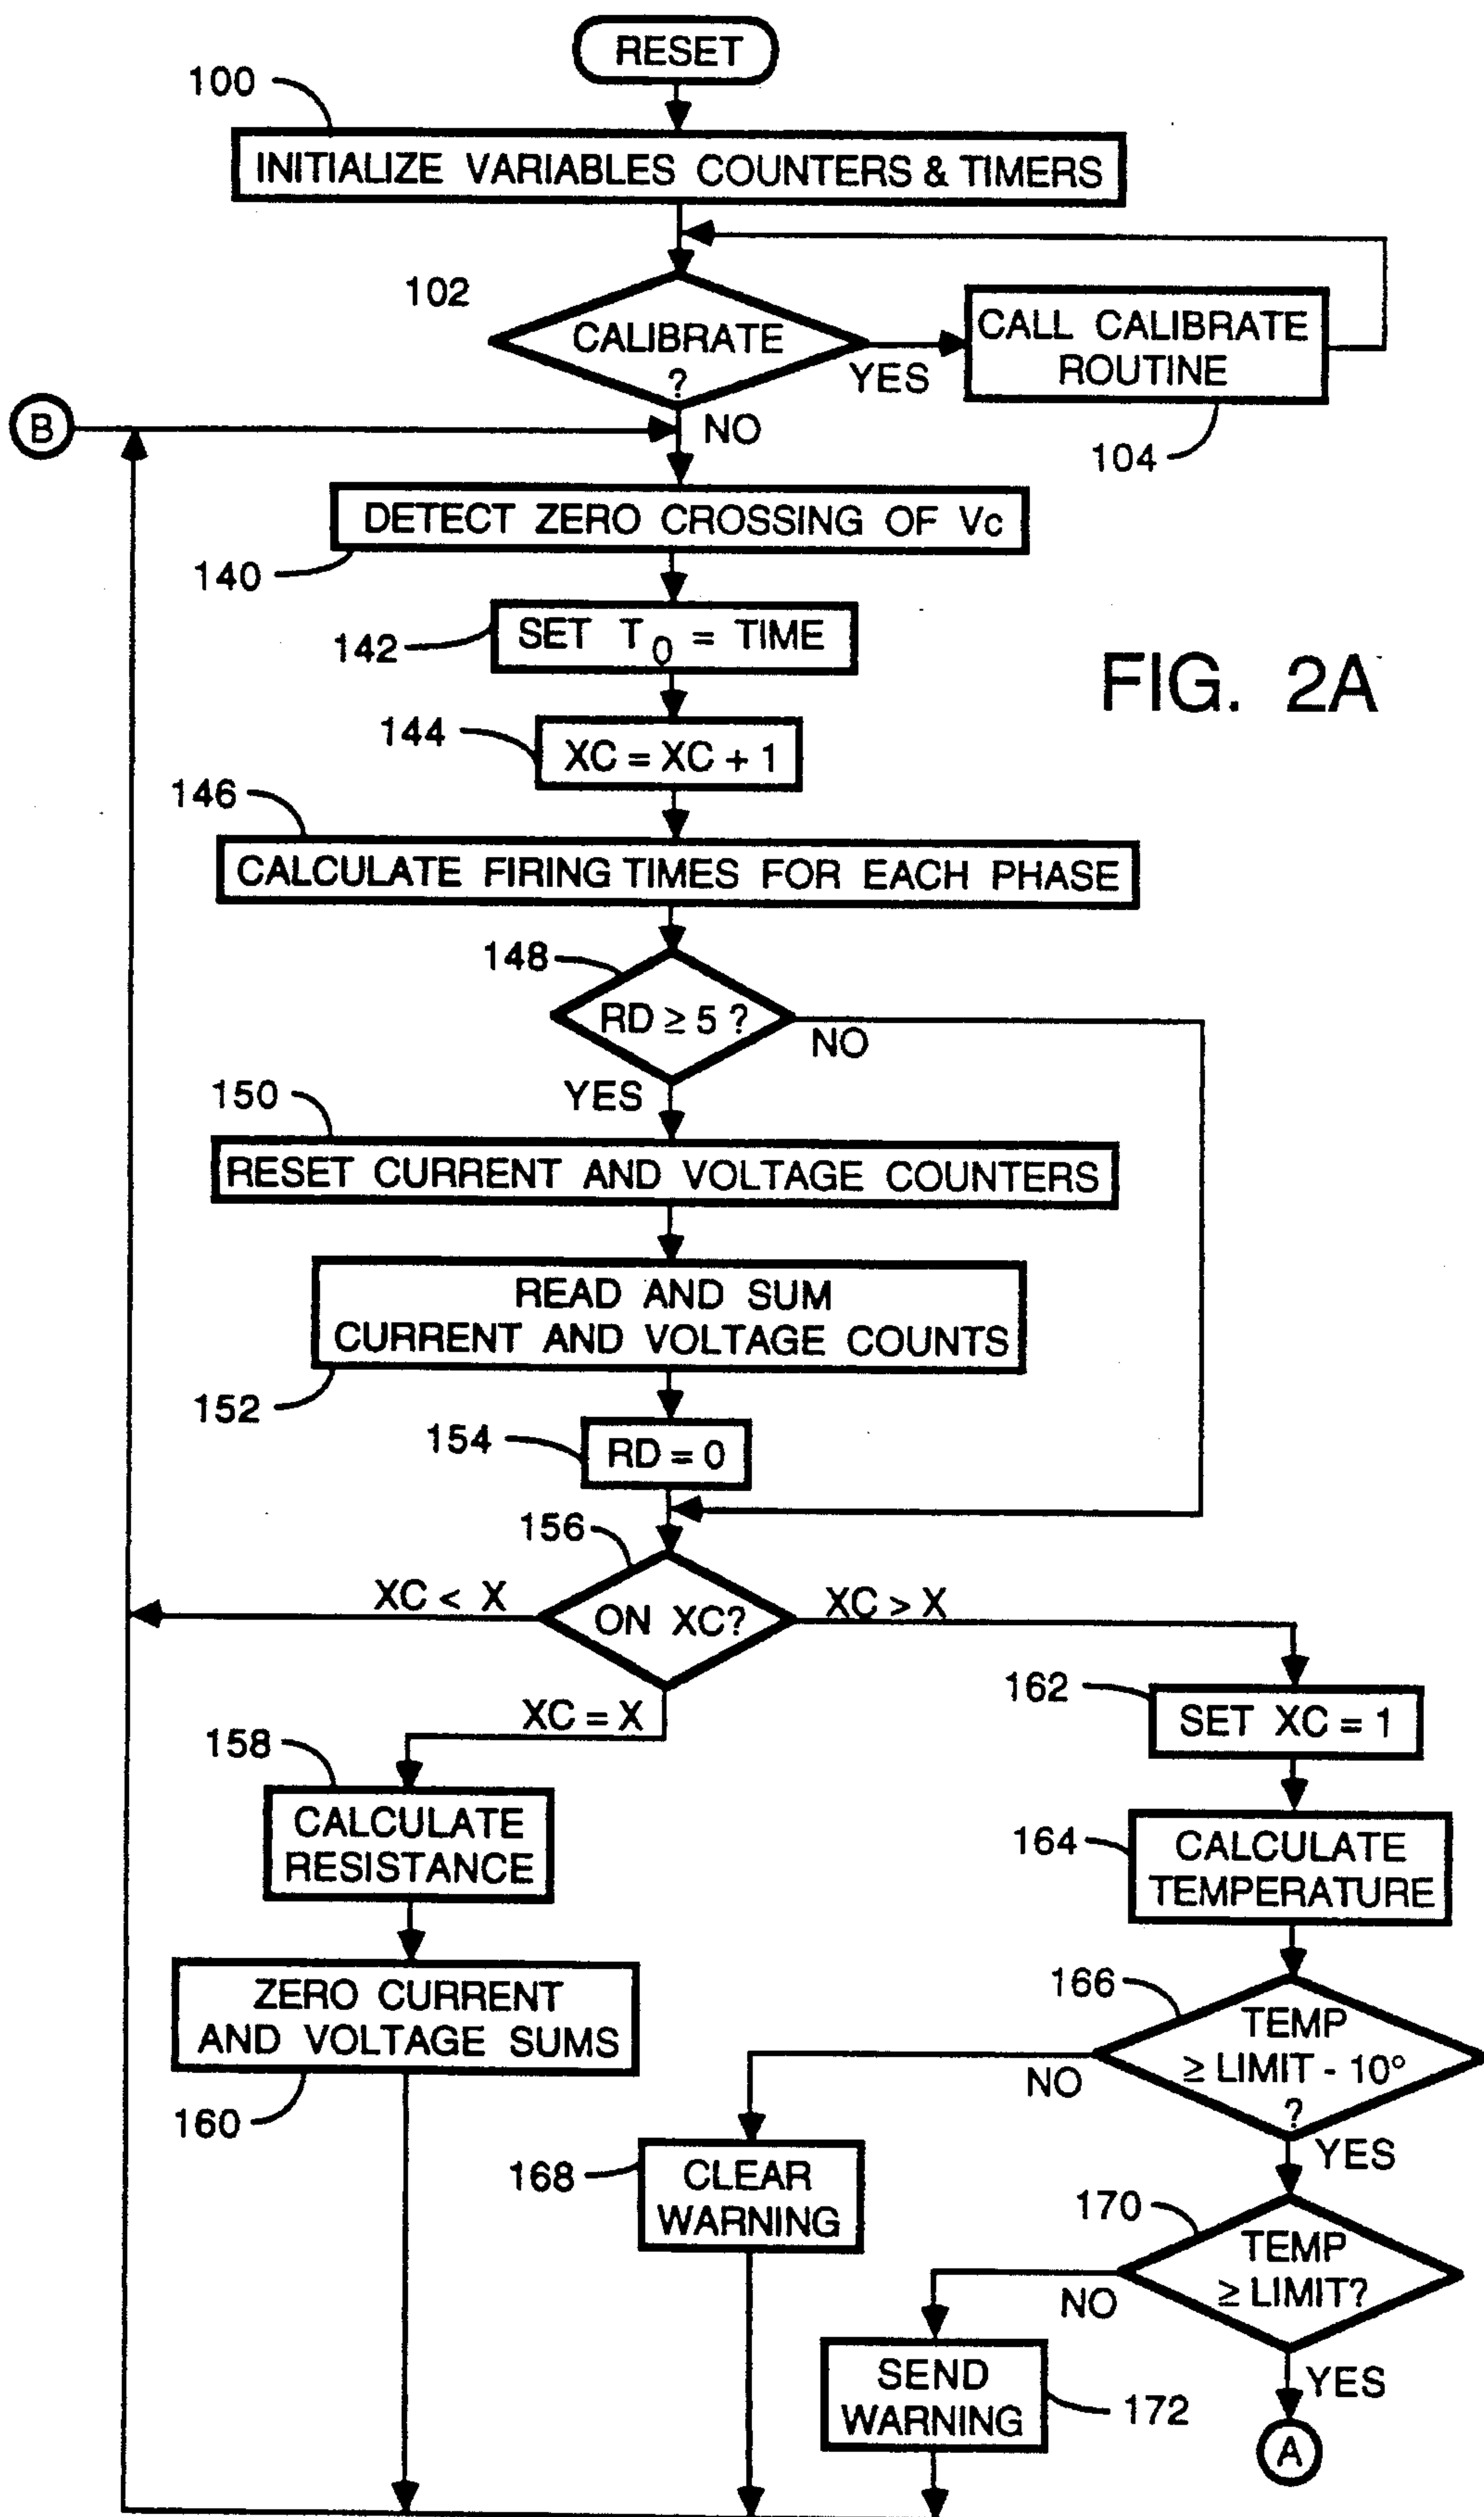 RESET
100
INITIALIZE VARIABLES COUNTERS & TIMERS
102
CALIBRATE
?
YES
CALL CALIBRATE
ROUTINE
104
B
NO
DETECT ZERO CROSSING OF Vc
140
SET T0 = TIME
142
FIG. 2A
144
XC = XC + 1
146
CALCULATE FIRING TIMES FOR EACH PHASE
148
RD ≥ 5 ?
NO
YES
150
RESET CURRENT AND VOLTAGE COUNTERS
READ AND SUM
CURRENT AND VOLTAGE COUNTS
152
154
RD = 0
156
XC < X
ON XC?
XC > X
XC = X
162
SET XC = 1
158
CALCULATE
RESISTANCE
164
CALCULATE
TEMPERATURE
ZERO CURRENT
AND VOLTAGE SUMS
160
166
TEMP
≥ LIMIT - 10°
?
NO
YES
168
CLEAR
WARNING
170
TEMP
≥ LIMIT?
NO
YES
SEND
WARNING
172
A